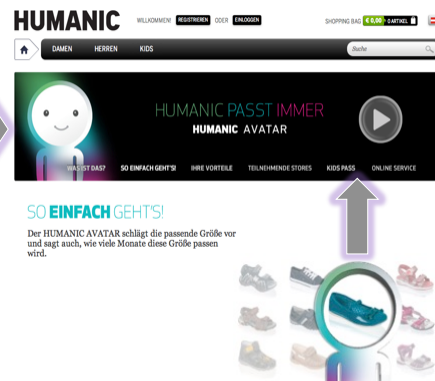 HUMANIC
WILLKOMMEN! REGISTRIEREN ODER EINLOGGEN
SHOPPING BAG € 0,00 0 ARTIKEL
DAMEN HERREN KIDS
Suche
HUMANIC PASST IMMER
HUMANIC AVATAR
WAS IST DAS? SO EINFACH GEHT'S! IHRE VORTEILE TEILNEHMENDE STORES KIDS PASS ONLINE SERVICE
SO EINFACH GEHT'S!
Der HUMANIC AVATAR schlägt die passende Größe vor
und sagt auch, wie viele Monate diese Größe passen
wird.